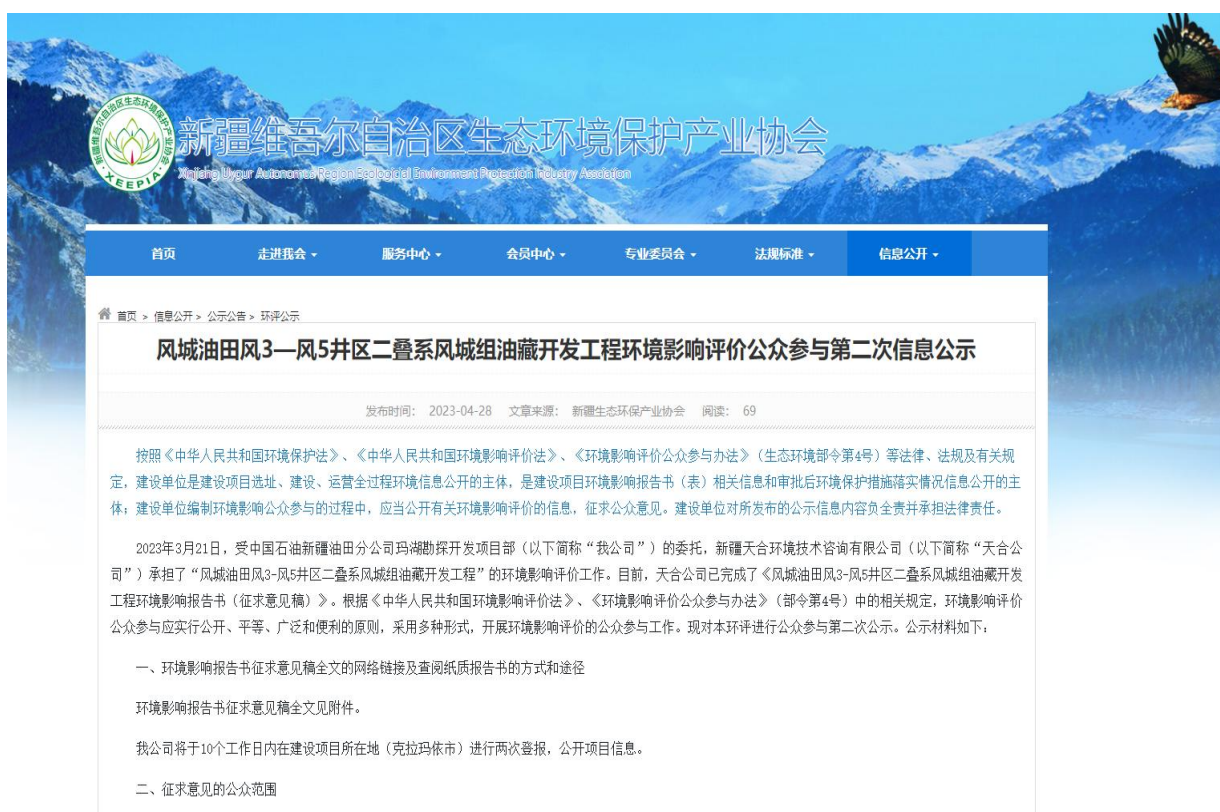 新疆维吾尔自治区生态环境保护产业协会
Xinjiang Uygur Autonomous Region Ecological Environment Protection Industry Association
新疆维吾尔自治区生态环境保护产业协会
XEEPIA
首页 走进我会 服务中心 会员中心 专业委员会 法规标准 信息公开
首页 > 信息公开 > 公示公告 > 环评公示
风城油田风3—风5井区二叠系风城组油藏开发工程环境影响评价公众参与第二次信息公示
发布时间： 2023-04-28 文章来源： 新疆生态环保产业协会 阅读： 69
按照《中华人民共和国环境保护法》、《中华人民共和国环境影响评价法》、《环境影响评价公众参与办法》（生态环境部令第4号）等法律、法规及有关规
定，建设单位是建设项目选址、建设、运营全过程环境信息公开的主体，是建设项目环境影响报告书（表）相关信息和审批后环境保护措施落实情况信息公开的主
体；建设单位编制环境影响公众参与的过程中，应当公开有关环境影响评价的信息，征求公众意见。建设单位对所发布的公示信息内容负全责并承担法律责任。
2023年3月21日，受中国石油新疆油田分公司玛湖勘探开发项目部（以下简称“我公司”）的委托，新疆天合环境技术咨询有限公司（以下简称“天合公
司”）承担了“风城油田风3-风5井区二叠系风城组油藏开发工程”的环境影响评价工作。目前，天合公司已完成了《风城油田风3-风5井区二叠系风城组油藏开发
工程环境影响报告书（征求意见稿）》。根据《中华人民共和国环境影响评价法》、《环境影响评价公众参与办法》（部令第4号）中的相关规定，环境影响评价
公众参与应实行公开、平等、广泛和便利的原则，采用多种形式，开展环境影响评价的公众参与工作。现对本环评进行公众参与第二次公示。公示材料如下：
一、环境影响报告书征求意见稿全文的网络链接及查阅纸质报告书的方式和途径
环境影响报告书征求意见稿全文见附件。
我公司将于10个工作日内在建设项目所在地（克拉玛依市）进行两次登报，公开项目信息。
二、征求意见的公众范围